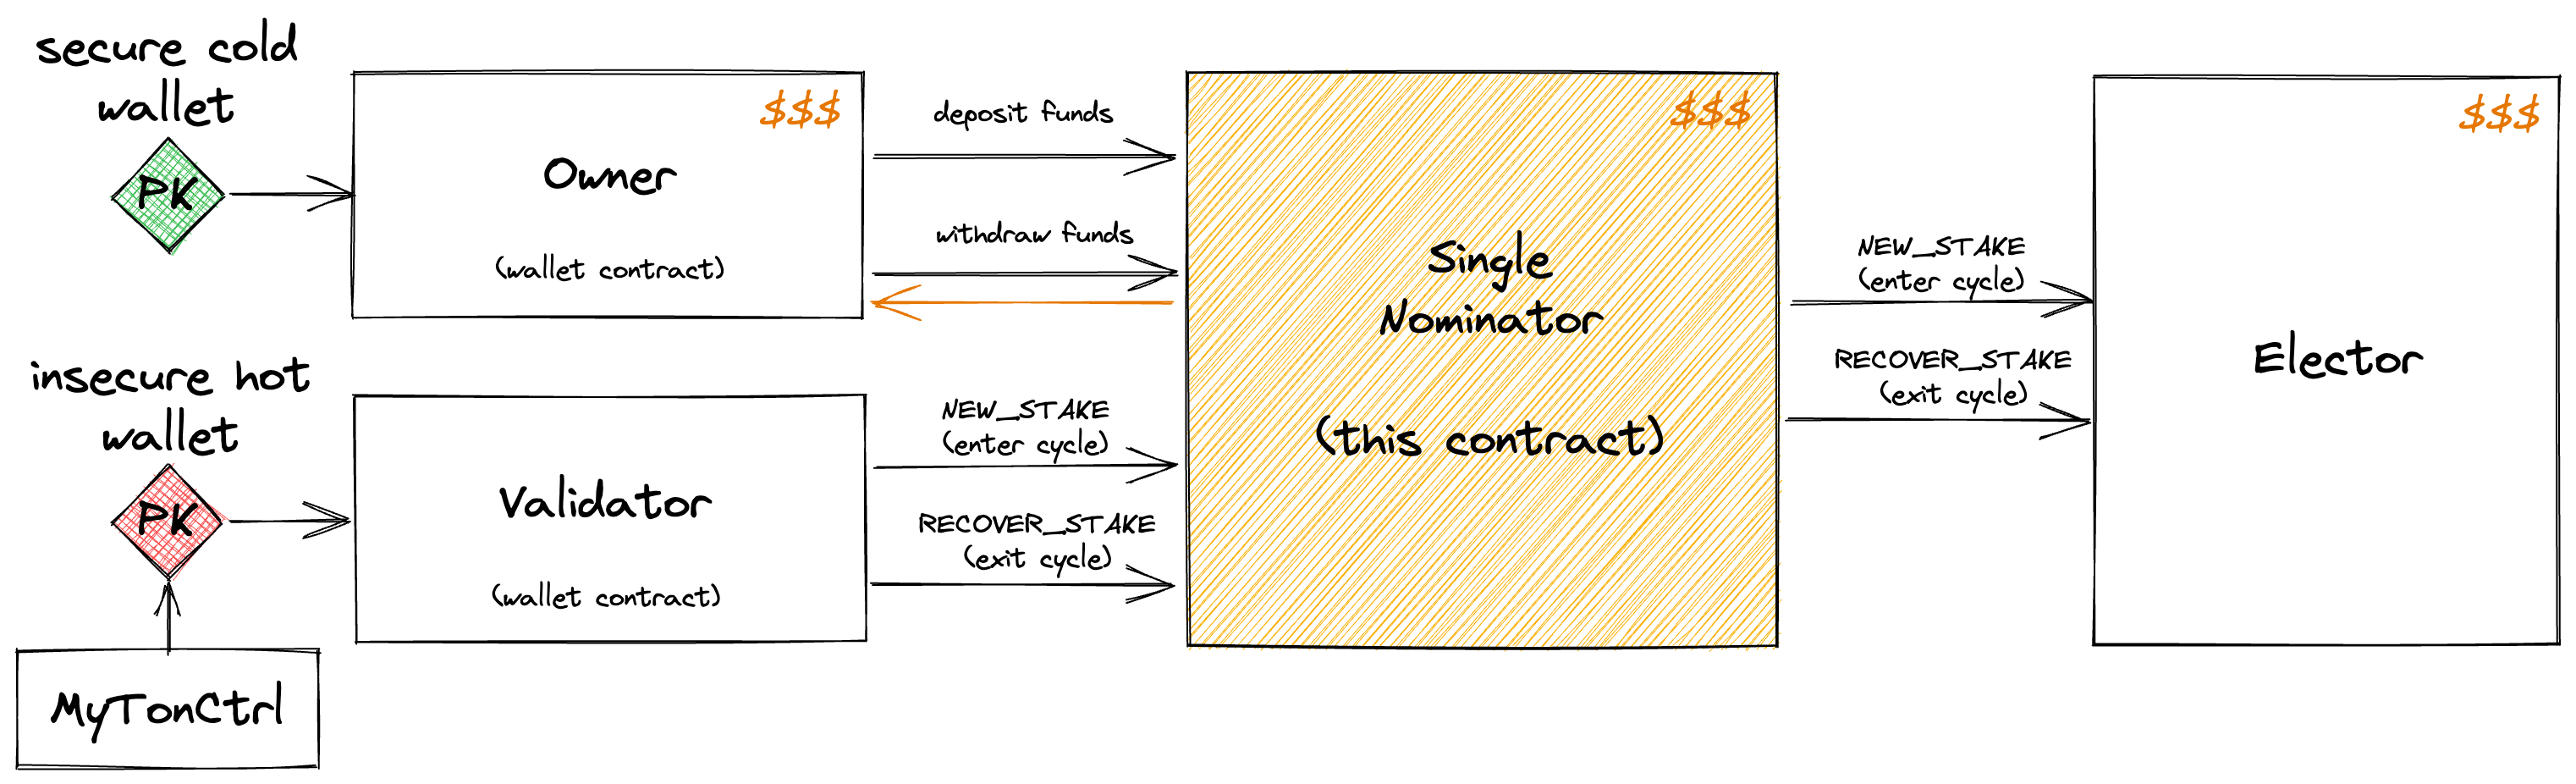 secure cold
wallet
PK
$$$
Owner
(wallet contract)
deposit funds
withdraw funds
insecure hot
wallet
PK
MyTonCtrl
Validator
(wallet contract)
NEW_STAKE
(enter cycle)
RECOVER_STAKE
(exit cycle)
$$$
Single
Nominator
(this contract)
NEW_STAKE
(enter cycle)
RECOVER_STAKE
(exit cycle)
$$$
Elector